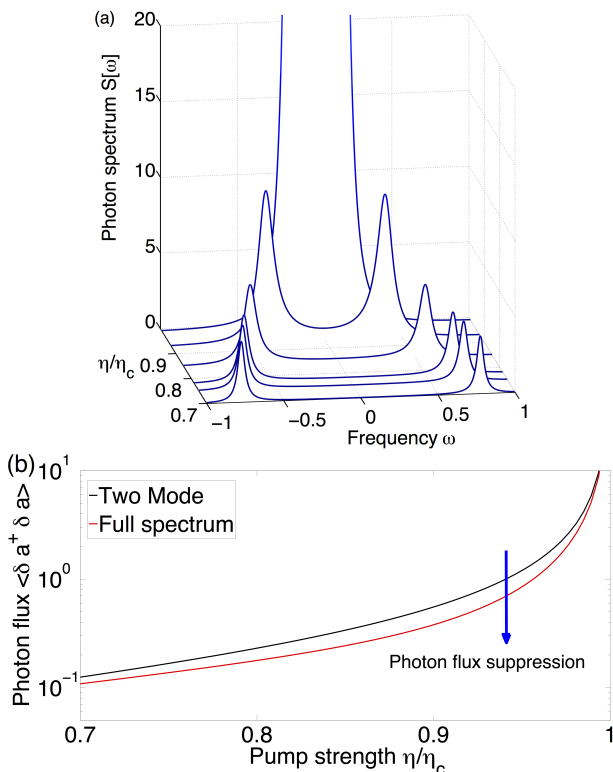 (a)
Photon spectrum S[ω]
20
15
10
5
0
η/ηc
0.9
0.8
0.7
−1
−0.5
0
0.5
1
Frequency ω
(b)
Photon flux <δ a+ δ a>
10^1
10^0
10^−1
Two Mode
Full spectrum
Photon flux suppression
0.7
0.8
0.9
1
Pump strength η/ηc